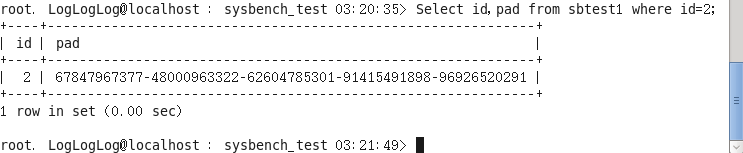 root. LogLogLog@localhost : sysbench_test 03:20:35> Select id,pad from sbtest1 where id=2;
+----+-------------------------------------------------------------+
| id | pad                                                         |
+----+-------------------------------------------------------------+
|  2 | 67847967377-48000963322-62604785301-91415491898-96926520291 |
+----+-------------------------------------------------------------+
1 row in set (0.00 sec)
root. LogLogLog@localhost : sysbench_test 03:21:49>